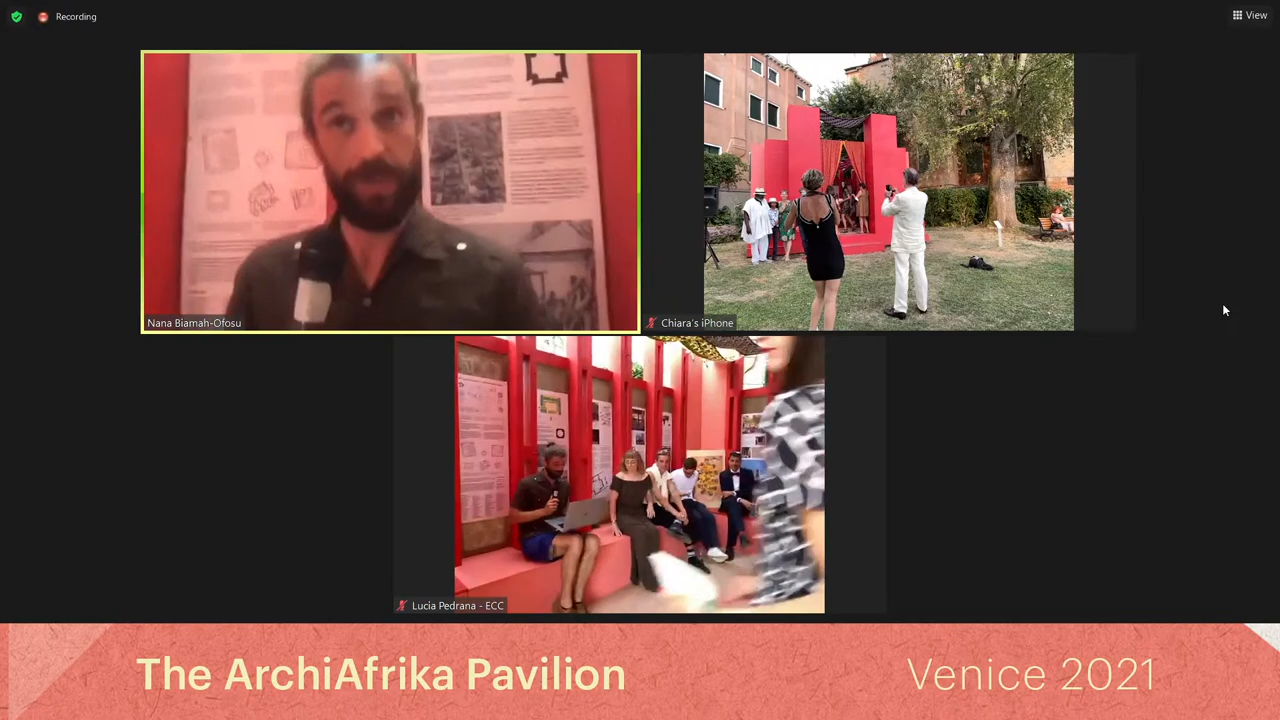 Recording
View
Nana Biamah-Ofosu
Chiara's iPhone
Lucia Pedrana - ECC
The ArchiAfrika Pavilion
Venice 2021